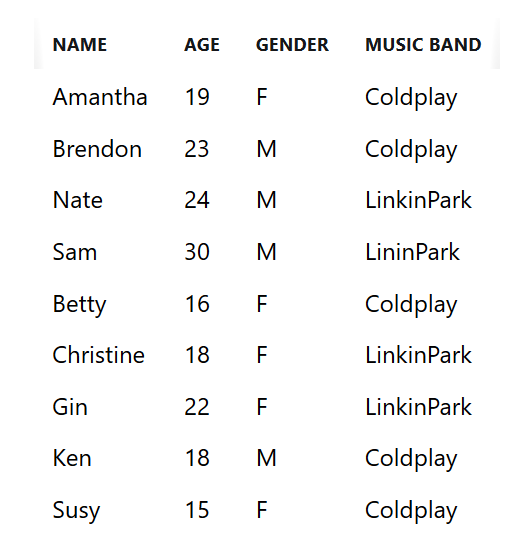 NAME AGE GENDER MUSIC BAND
Amantha 19 F Coldplay
Brendon 23 M Coldplay
Nate 24 M LinkinPark
Sam 30 M LininPark
Betty 16 F Coldplay
Christine 18 F LinkinPark
Gin 22 F LinkinPark
Ken 18 M Coldplay
Susy 15 F Coldplay